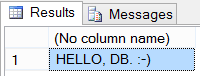 Results Messages
(No column name)
1 HELLO, DB. :-)